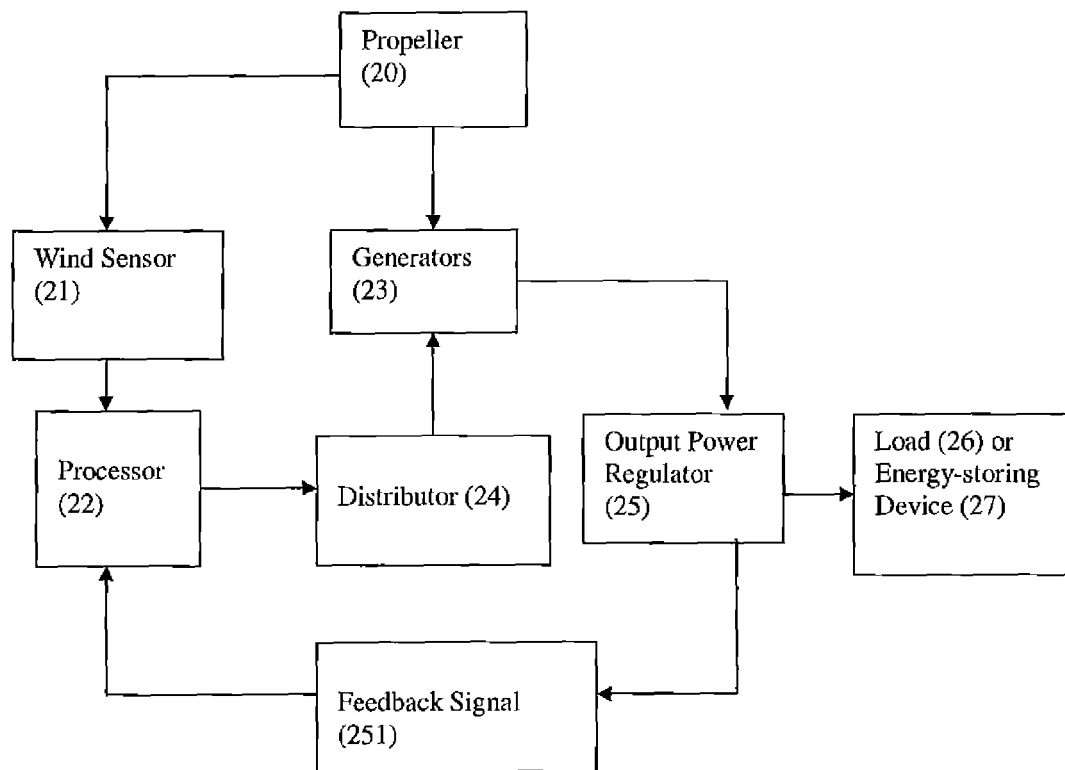 Propeller
(20)
Wind Sensor
(21)
Generators
(23)
Processor
(22)
Distributor (24)
Output Power
Regulator
(25)
Load (26) or
Energy-storing
Device (27)
Feedback Signal
(251)